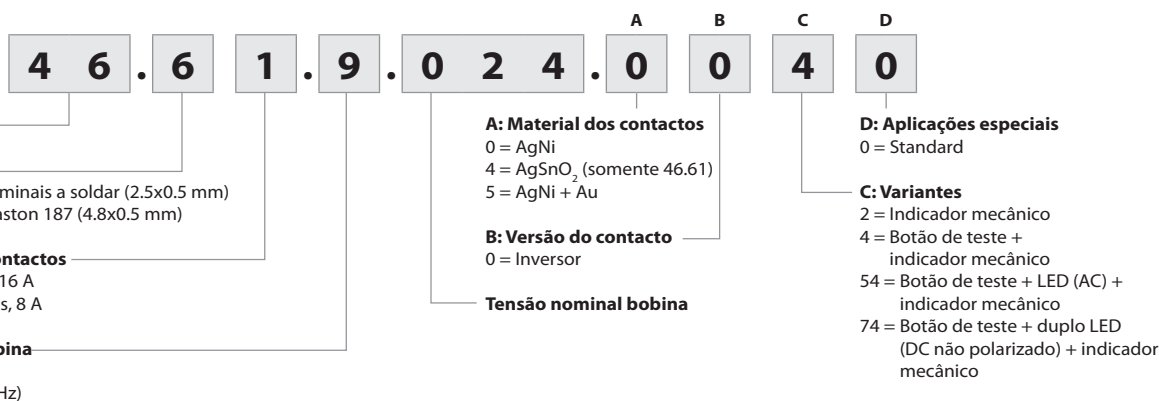 A B C D
4 6 . 6 1 . 9 . 0 2 4 . 0 0 4 0
minais a soldar (2.5x0.5 mm)
ston 187 (4.8x0.5 mm)
ontactos
16 A
s, 8 A
bina
Hz)
A: Material dos contactos
0 = AgNi
4 = AgSnO₂ (somente 46.61)
5 = AgNi + Au
B: Versão do contacto
0 = Inversor
Tensão nominal bobina
D: Aplicações especiais
0 = Standard
C: Variantes
2 = Indicador mecânico
4 = Botão de teste +
indicador mecânico
54 = Botão de teste + LED (AC) +
indicador mecânico
74 = Botão de teste + duplo LED
(DC não polarizado) + indicador
mecânico